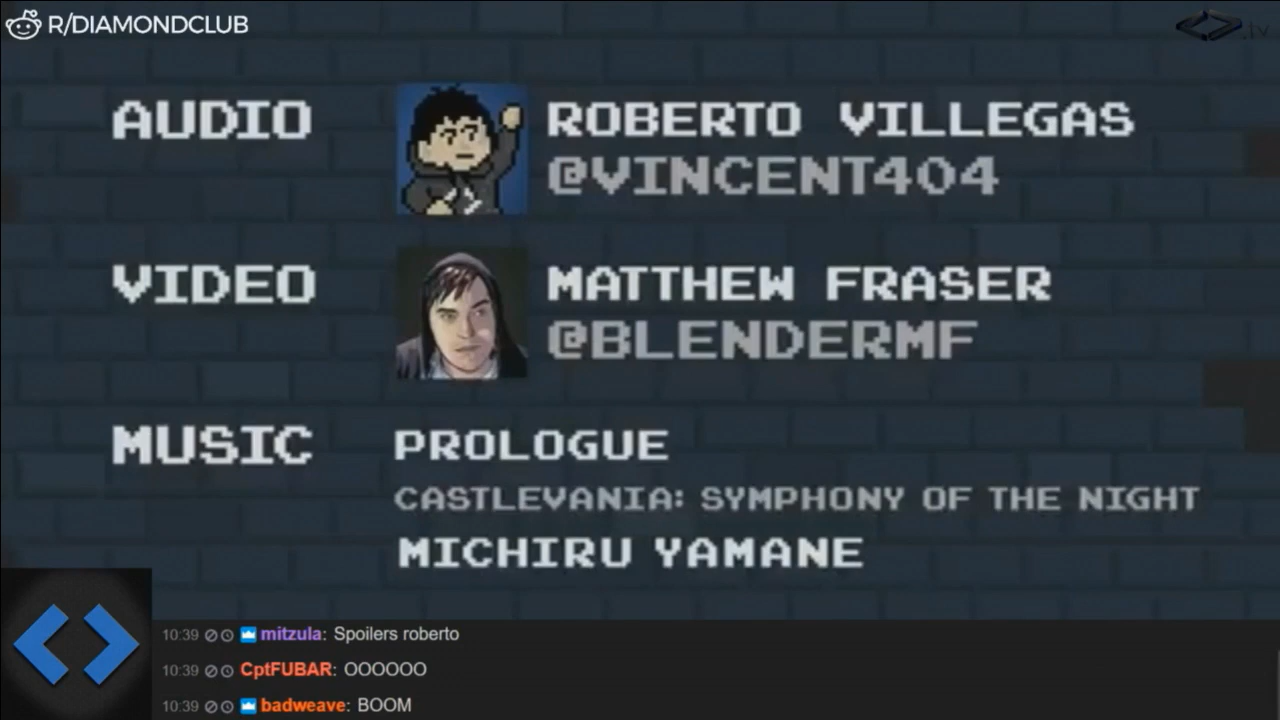 R/DIAMONDCLUB
.tv
AUDIO
ROBERTO VILLEGAS
@VINCENT404
VIDEO
MATTHEW FRASER
@BLENDERMF
MUSIC
PROLOGUE
CASTLEVANIA: SYMPHONY OF THE NIGHT
MICHIRU YAMANE
10:39 mitzula: Spoilers roberto
10:39 CptFUBAR: OOOOOO
10:39 badweave: BOOM